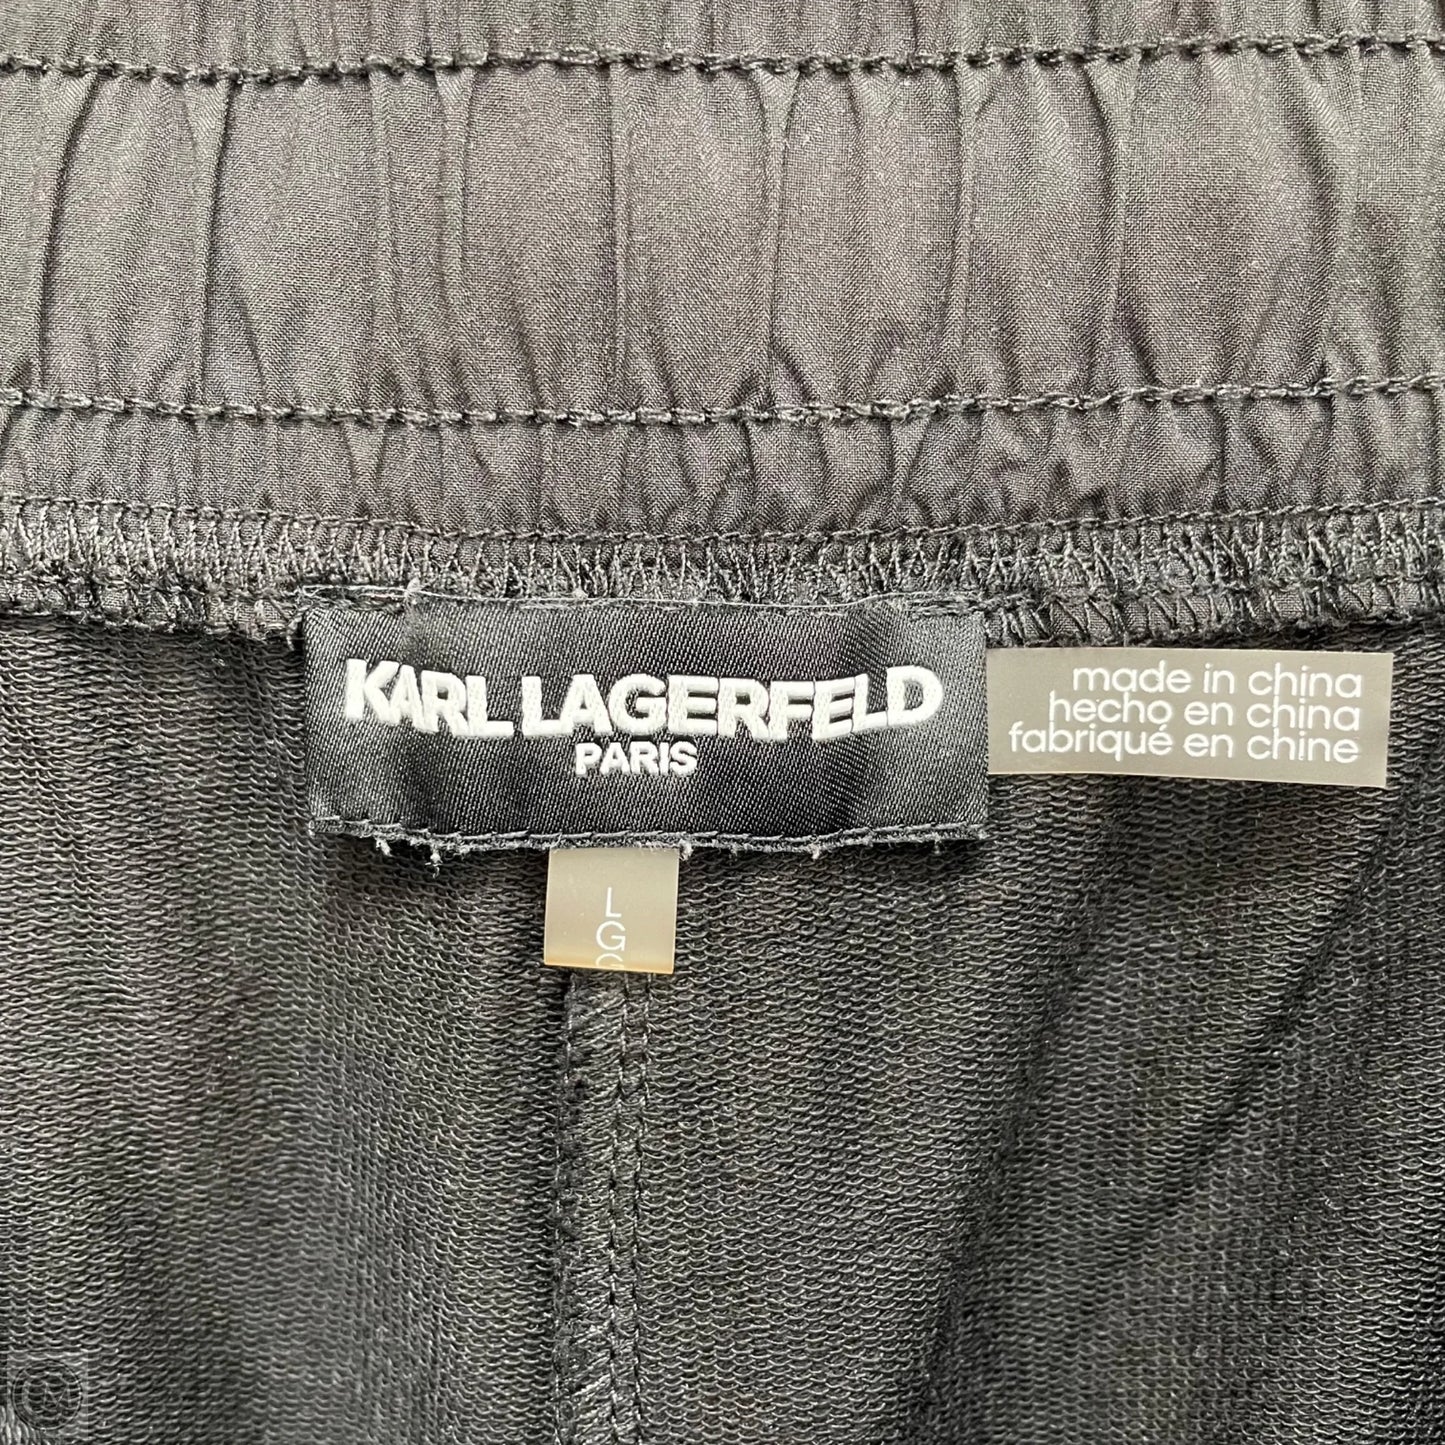 KARL LAGERFELD
PARIS
made in china
hecho en china
fabriqué en chine
L
G